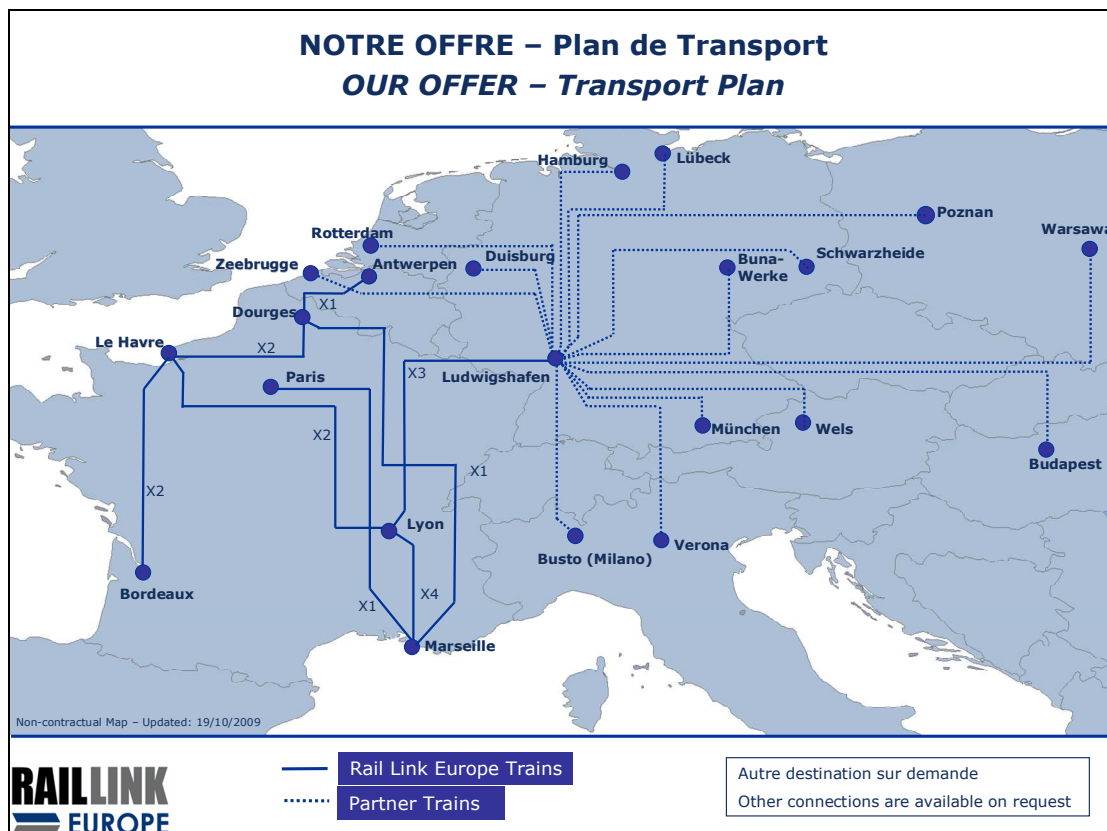 NOTRE OFFRE – Plan de Transport
OUR OFFER – Transport Plan
Hamburg
Lübeck
Poznan
Rotterdam
Warsawa
Zeebrugge
Antwerpen
Duisburg
Buna-
Werke
Schwarzheide
X1
Dourges
Le Havre
X2
Paris
X3
Ludwigshafen
X2
München
Wels
X1
Budapest
X2
Lyon
Busto (Milano)
Verona
Bordeaux
X1
X4
Marseille
Non-contractual Map – Updated: 19/10/2009
RAILLINK
EUROPE
Rail Link Europe Trains
Partner Trains
Autre destination sur demande
Other connections are available on request